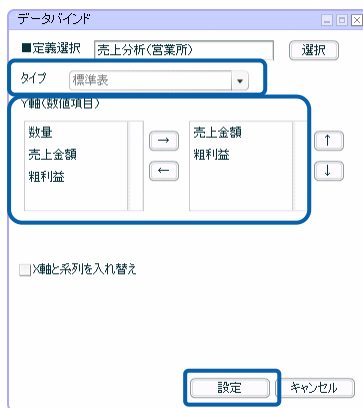 データバインド
■定義選択 売上分析(営業所) 選択
タイプ 標準表
Y軸(数値項目)
数量 → 売上金額 ↑
売上金額 ← 粗利益 ↓
粗利益
X軸と系列を入れ替え
設定 キャンセル